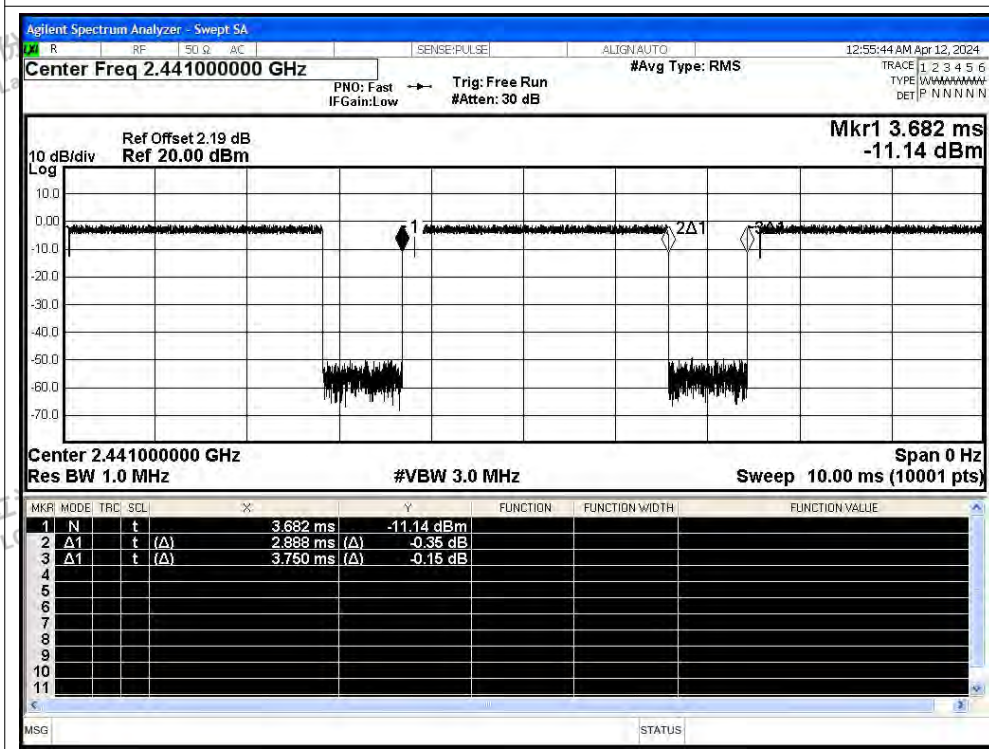 Agilent Spectrum Analyzer - Swept SA
R RF 50 Ω AC SENSE:PULSE ALIGN AUTO 12:55:44 AM Apr 12, 2024
Center Freq 2.441000000 GHz
#Avg Type: RMS
TRACE 1 2 3 4 5 6
PNO: Fast Trig: Free Run
TYPE WWWWWW
IFGain:Low #Atten: 30 dB
DET P N N N N N
Mkr1 3.682 ms
-11.14 dBm
Ref Offset 2.19 dB
10 dB/div Ref 20.00 dBm
Log
10.0
0.00
1 2Δ1 3Δ1
-10.0
-20.0
-30.0
-40.0
-50.0
-60.0
-70.0
Center 2.441000000 GHz Span 0 Hz
Res BW 1.0 MHz #VBW 3.0 MHz Sweep 10.00 ms (10001 pts)
MKR MODE TRC SCL X Y FUNCTION FUNCTION WIDTH FUNCTION VALUE
1 N t 3.682 ms -11.14 dBm
2 Δ1 t (Δ) 2.888 ms (Δ) -0.35 dB
3 Δ1 t (Δ) 3.750 ms (Δ) -0.15 dB
4
5
6
7
8
9
10
11
MSG STATUS